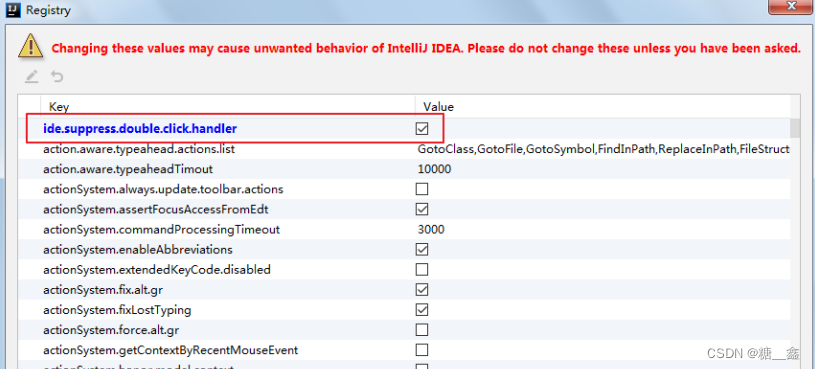 Registry
Changing these values may cause unwanted behavior of IntelliJ IDEA. Please do not change these unless you have been asked.
Key Value
ide.suppress.double.click.handler
action.aware.typeahead.actions.list GotoClass,GotoFile,GotoSymbol,FindInPath,ReplaceInPath,FileStruct
action.aware.typeaheadTimout 10000
actionSystem.always.update.toolbar.actions
actionSystem.assertFocusAccessFromEdt
actionSystem.commandProcessingTimeout 3000
actionSystem.enableAbbreviations
actionSystem.extendedKeyCode.disabled
actionSystem.fix.alt.gr
actionSystem.fixLostTyping
actionSystem.force.alt.gr
actionSystem.getContextByRecentMouseEvent
CSDN @糖__鑫